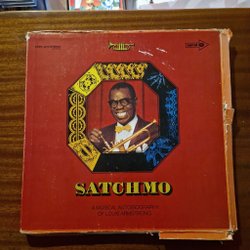 SATCHMO
A MUSICAL AUTOBIOGRAPHY
OF LOUIS ARMSTRONG